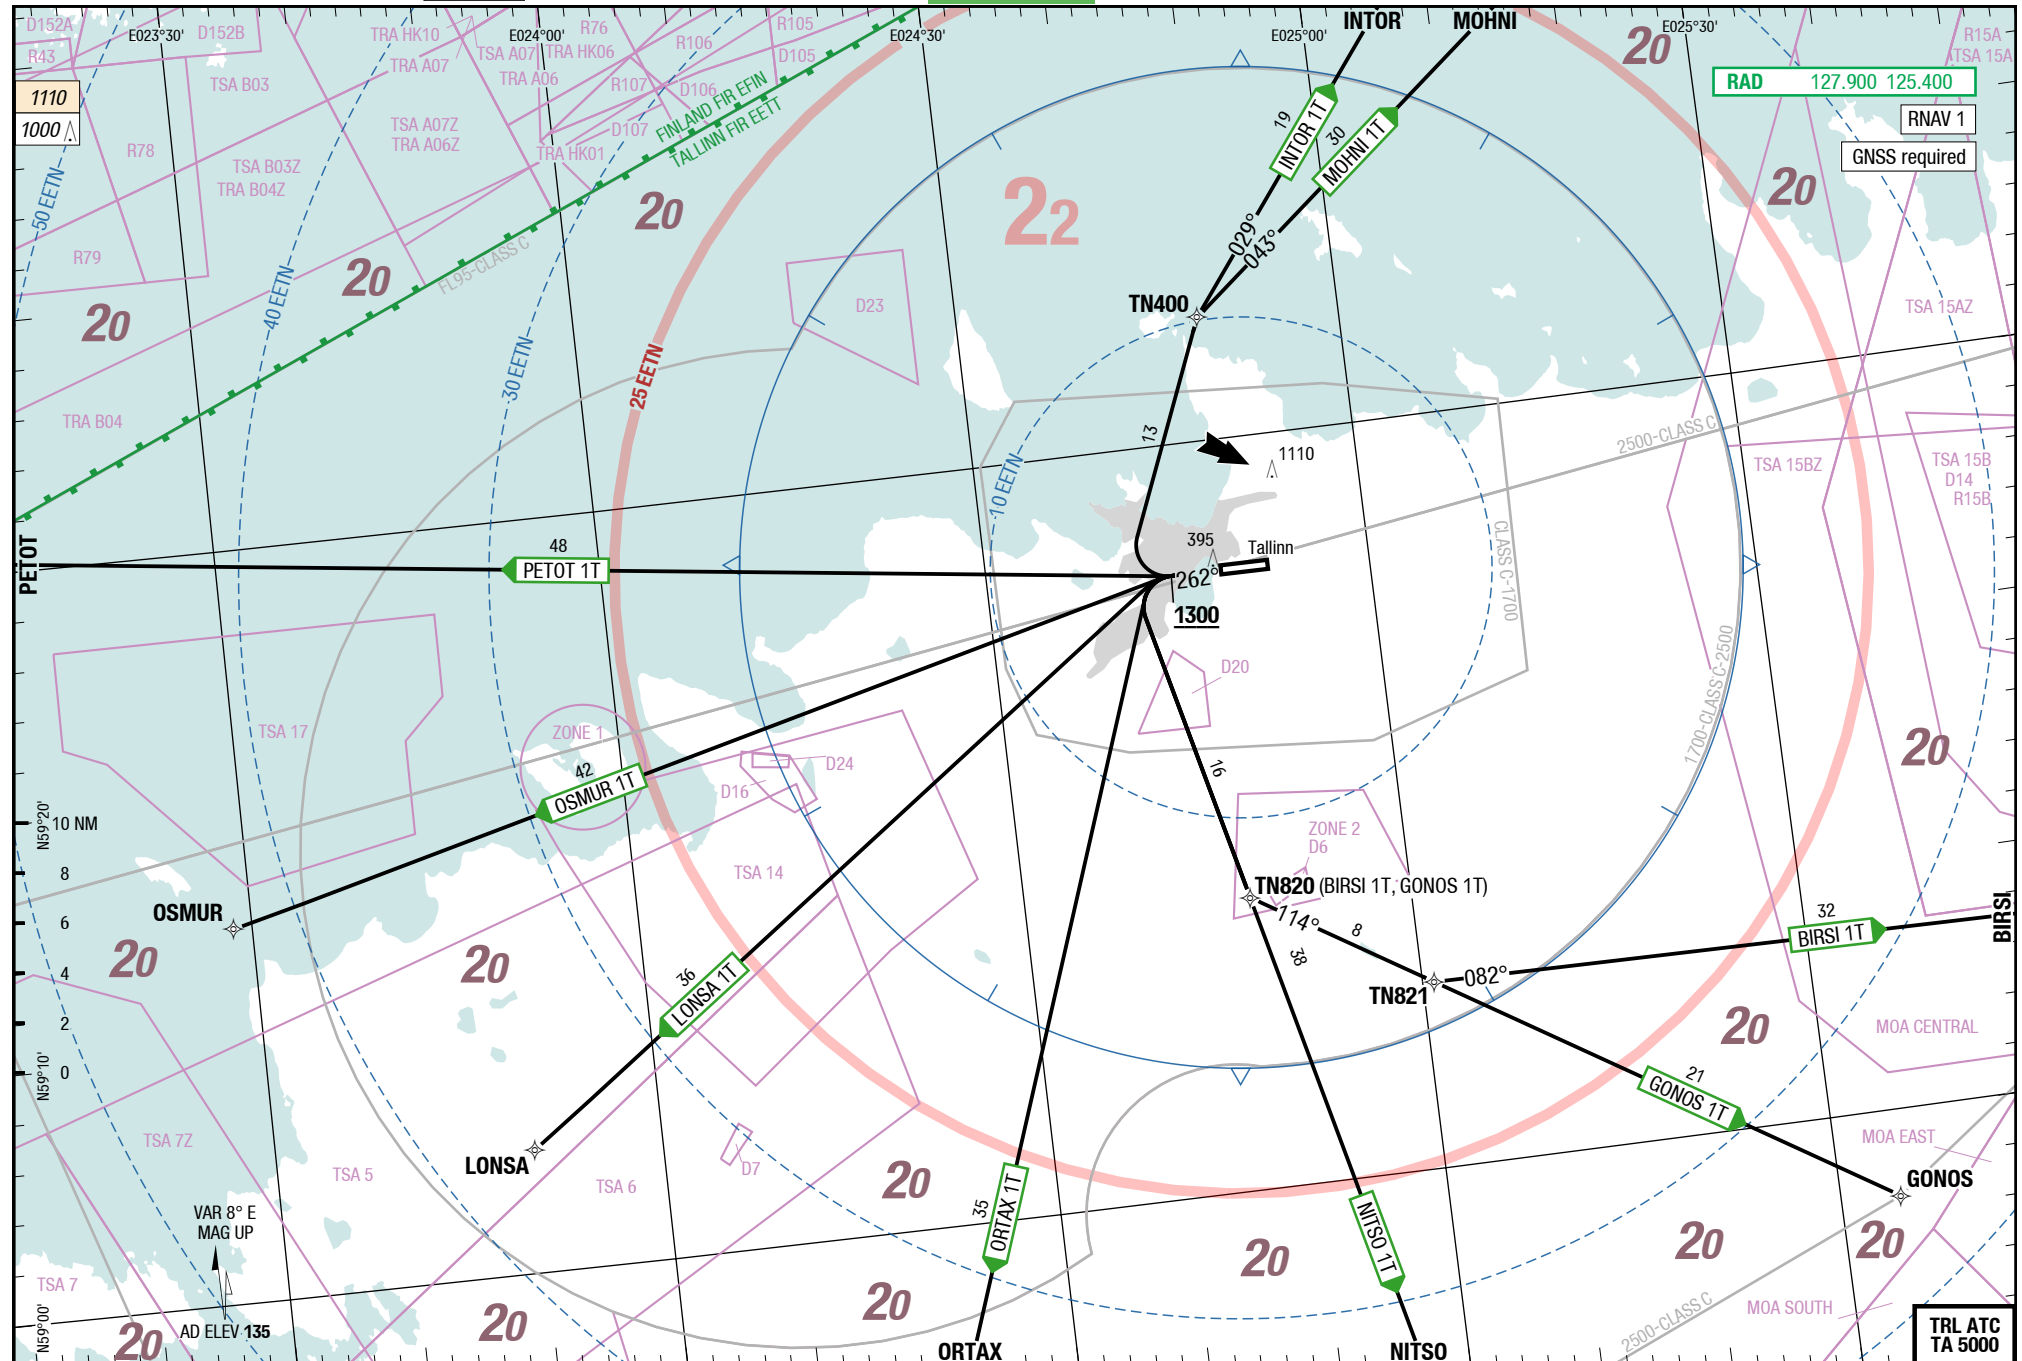 INTOR
MOHNI
D152A
E023°30'
D152B
TRA HK10
E024°00'
R76
R105
E024°30'
E025°00'
E025°30'
R15A
TSA 15A
R43
TRA A07
TSA A07
TRA HK06
R106
D105
20
TSA B03
TRA A06
R107
D106
FINLAND FIR EFIN
TALLINN FIR EETT
RAD 127.900 125.400
1110
1000
RNAV 1
GNSS required
R78
TSA A07Z
TRA A06Z
D107
TRA HK01
TSA B03Z
TRA B04Z
19
INTOR 1T
30
MOHNI 1T
50 EETN
20
22
20
R79
FL95-CLASS C
029°
043°
20
20
40 EETN
30 EETN
25 EETN
D23
TN400
TSA 15AZ
TRA B04
13
10 EETN
1110
2500-CLASS C
TSA 15BZ
TSA 15B
D14
R15B
PETOT
48
PETOT 1T
395
Tallinn
262°
1300
CLASS C-1700
1700-CLASS C-2500
D20
TSA 17
ZONE 1
42
OSMUR 1T
D24
D16
16
20
N59°20'
10 NM
8
6
4
2
0
N59°10'
ZONE 2
D6
TSA 14
OSMUR
TN820 (BIRSI 1T, GONOS 1T)
114°
8
38
32
BIRSI 1T
BIRSI
20
20
36
LONSA 1T
TN821
082°
20
MOA CENTRAL
21
GONOS 1T
TSA 7Z
TSA 5
LONSA
TSA 6
D7
20
MOA EAST
GONOS
VAR 8° E
MAG UP
35
ORTAX 1T
NITSO 1T
20
20
20
TSA 7
20
20
20
MOA SOUTH
2500-CLASS C
N59°00'
AD ELEV 135
ORTAX
NITSO
TRL ATC
TA 5000